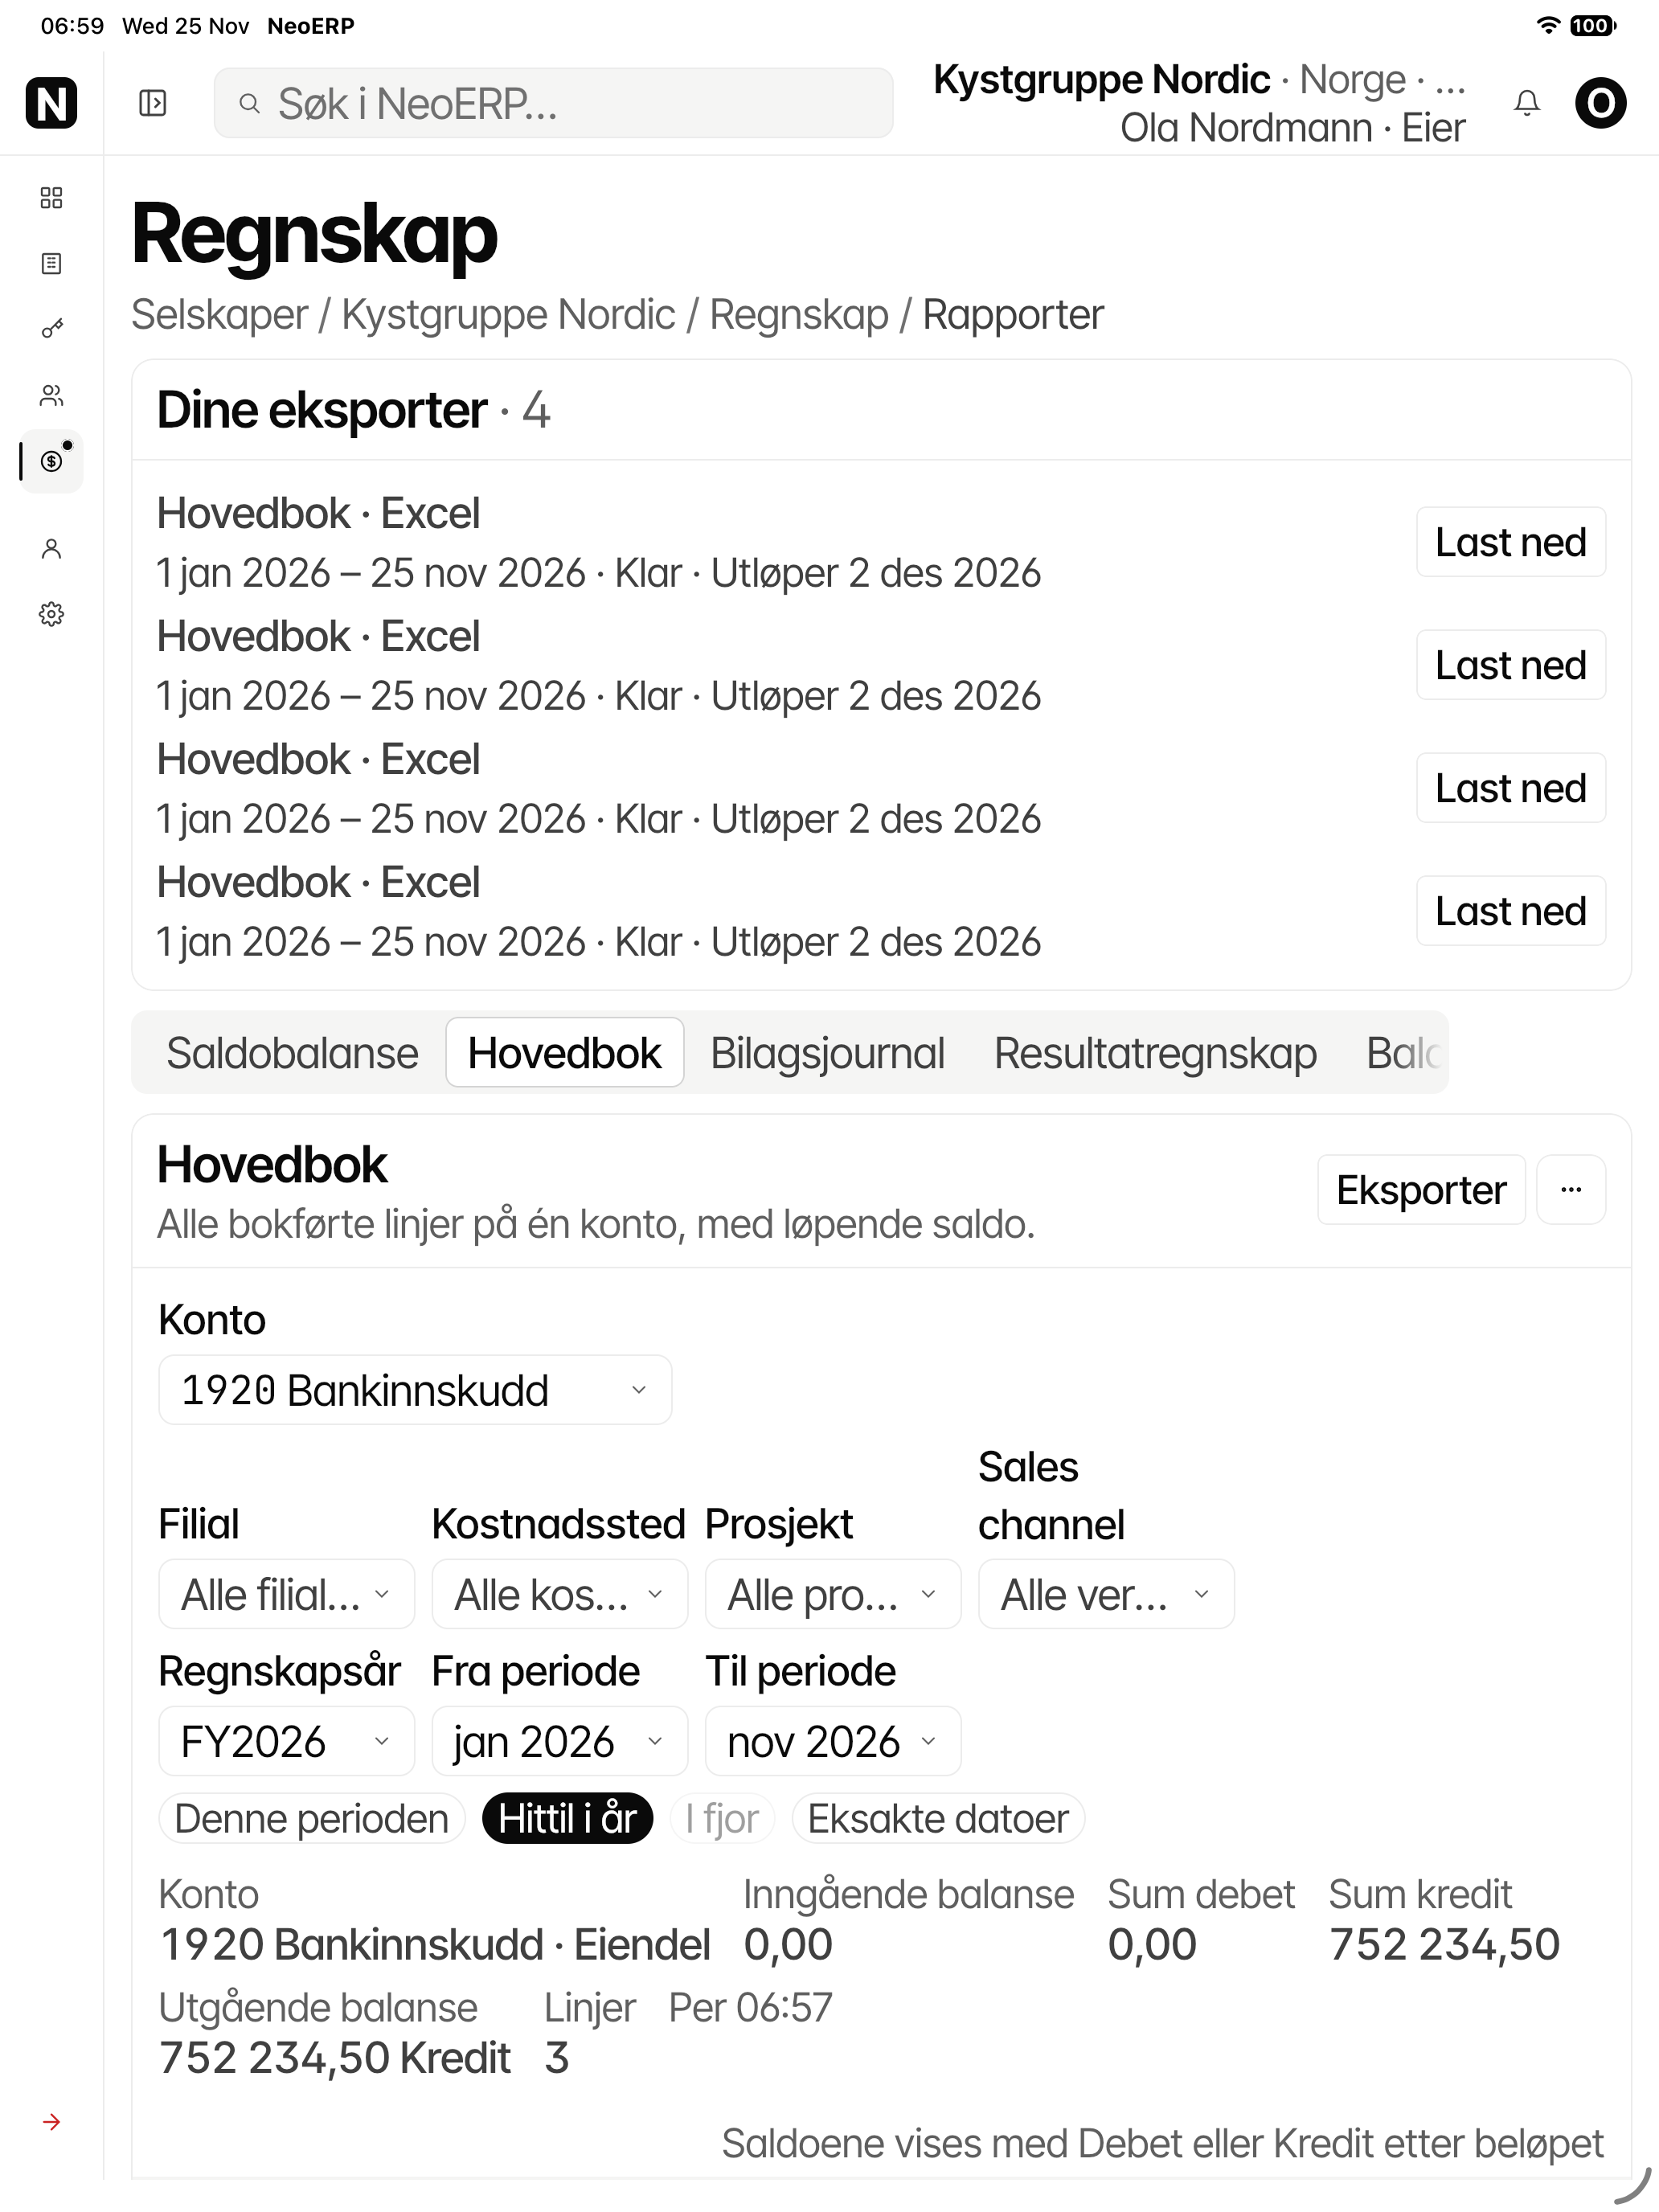 06:59 Wed 25 Nov NeoERP 100
N
Søk i NeoERP...
Kystgruppe Nordic · Norge · ...
Ola Nordmann · Eier
O
Regnskap
Selskaper / Kystgruppe Nordic / Regnskap / Rapporter
Dine eksporter · 4
Hovedbok · Excel
1 jan 2026 – 25 nov 2026 · Klar · Utløper 2 des 2026
Last ned
Hovedbok · Excel
1 jan 2026 – 25 nov 2026 · Klar · Utløper 2 des 2026
Last ned
Hovedbok · Excel
1 jan 2026 – 25 nov 2026 · Klar · Utløper 2 des 2026
Last ned
Hovedbok · Excel
1 jan 2026 – 25 nov 2026 · Klar · Utløper 2 des 2026
Last ned
Saldobalanse Hovedbok Bilagsjournal Resultatregnskap
Hovedbok
Alle bokførte linjer på én konto, med løpende saldo.
Eksporter ...
Konto
1920 Bankinnskudd
Filial Kostnadssted Prosjekt Sales channel
Alle filial... Alle kos... Alle pro... Alle ver...
Regnskapsår Fra periode Til periode
FY2026 jan 2026 nov 2026
Denne perioden Hittil i år I fjor Eksakte datoer
Konto Inngående balanse Sum debet Sum kredit
1920 Bankinnskudd · Eiendel 0,00 0,00 752 234,50
Utgående balanse Linjer Per 06:57
752 234,50 Kredit 3
Saldoene vises med Debet eller Kredit etter beløpet